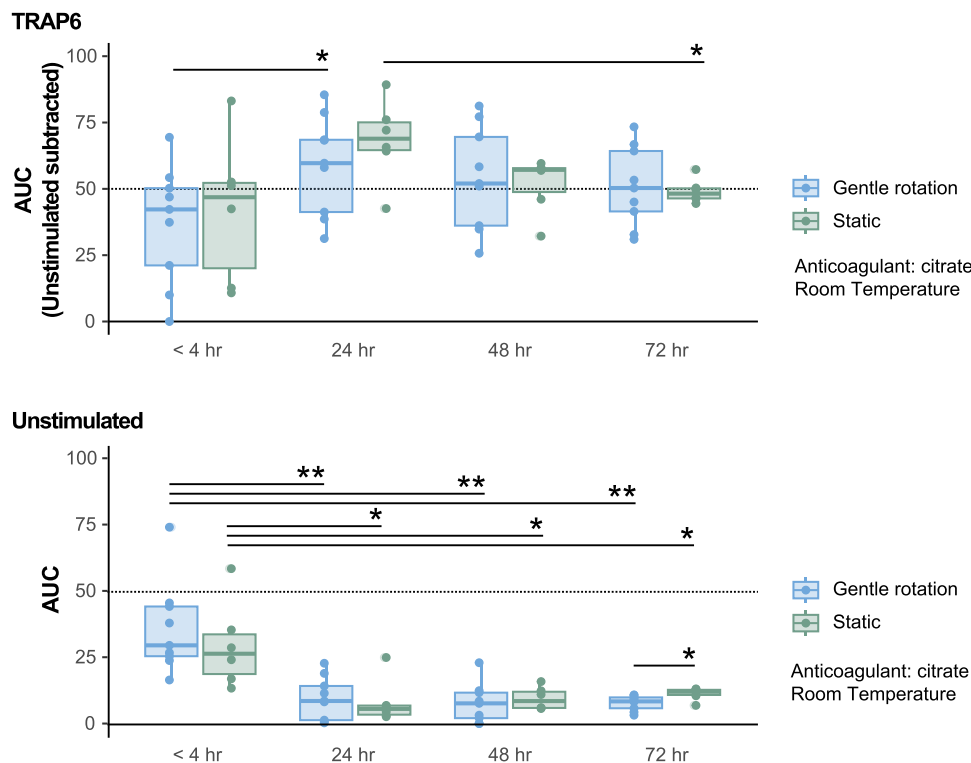 TRAP6
AUC
(Unstimulated subtracted)
100
75
50
25
0
*
*
< 4 hr
24 hr
48 hr
72 hr
Gentle rotation
Static
Anticoagulant: citrate
Room Temperature
Unstimulated
AUC
100
75
50
25
0
**
**
**
*
*
*
*
< 4 hr
24 hr
48 hr
72 hr
Gentle rotation
Static
Anticoagulant: citrate
Room Temperature